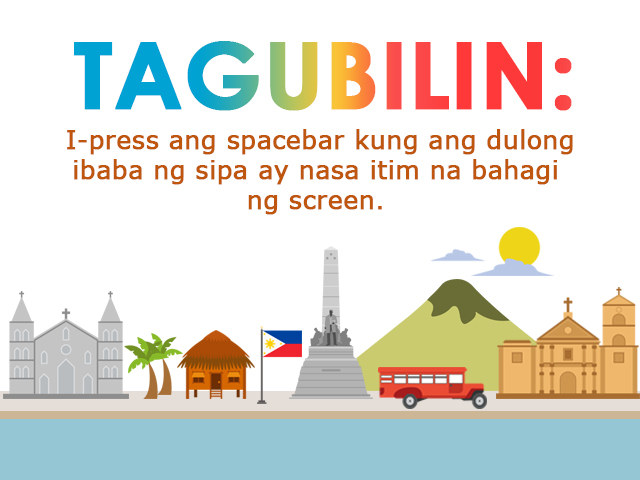 TAGUBILIN:
I-press ang spacebar kung ang dulong
ibaba ng sipa ay nasa itim na bahagi
ng screen.